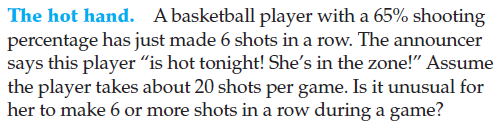 The hot hand. A basketball player with a 65% shooting
percentage has just made 6 shots in a row. The announcer
says this player “is hot tonight! She’s in the zone!” Assume
the player takes about 20 shots per game. Is it unusual for
her to make 6 or more shots in a row during a game?